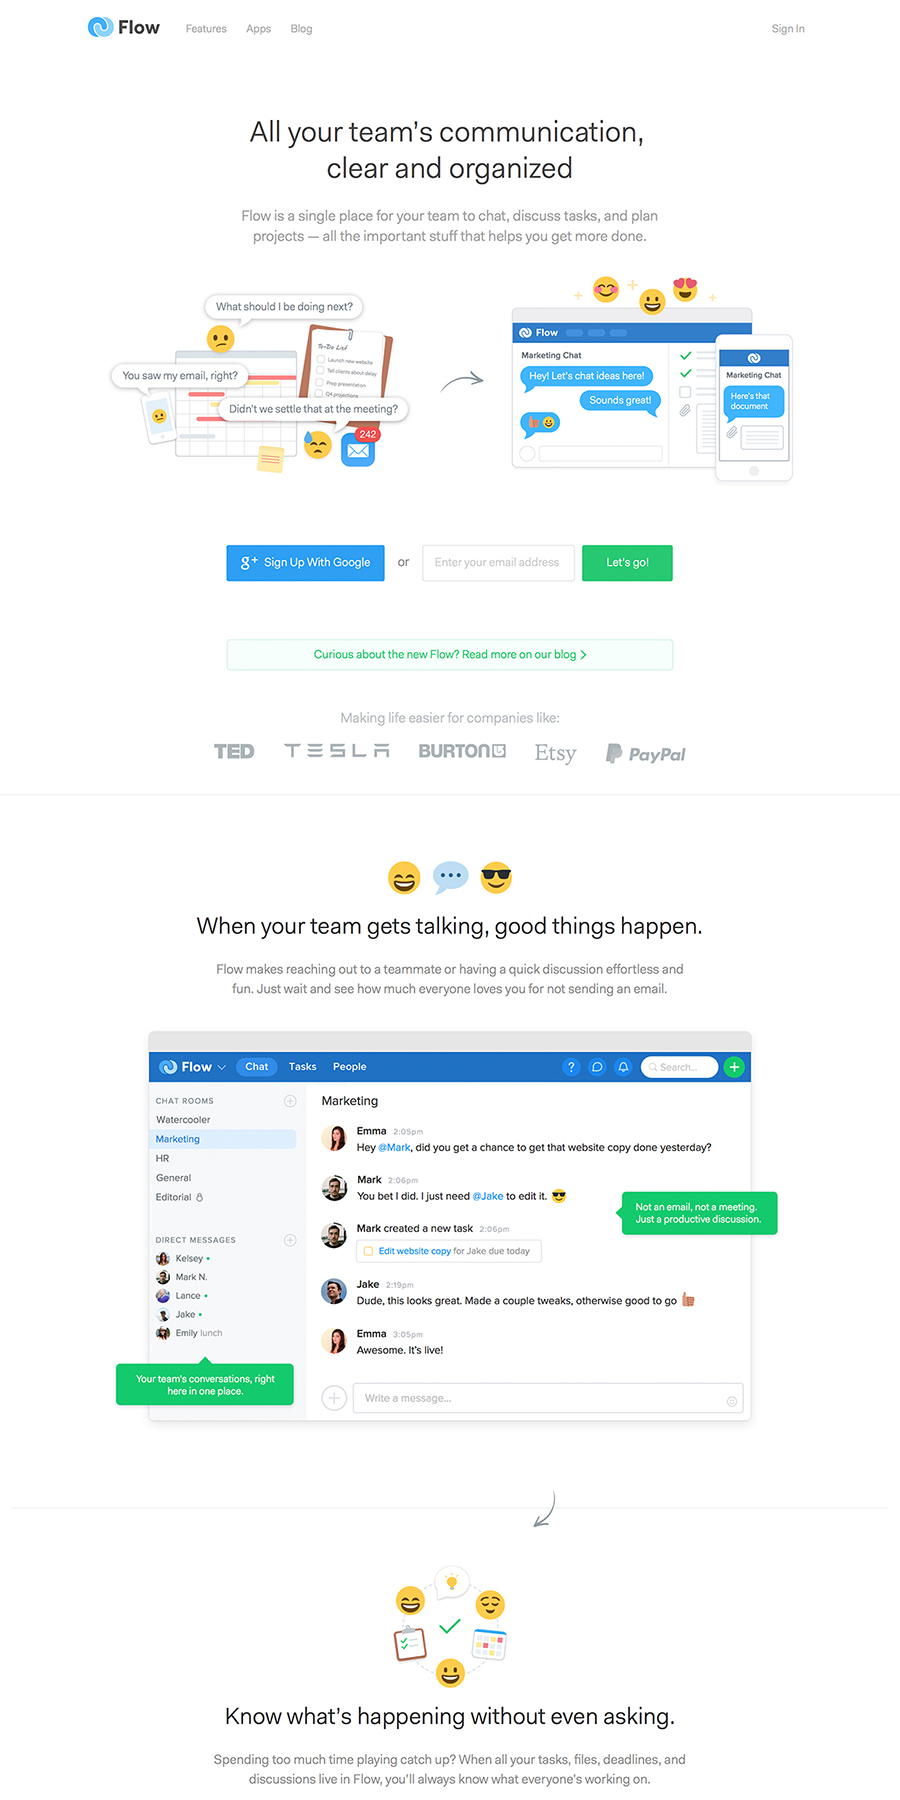 Flow
Features
Apps
Blog
Sign In
All your team's communication,
clear and organized
Flow is a single place for your team to chat, discuss tasks, and plan
projects — all the important stuff that helps you get more done.
What should I be doing next?
You saw my email, right?
Didn't we settle that at the meeting?
To-Do List
Launch new website
Tell clients about delay
Prep presentation
Q4 projections
242
Flow
Marketing Chat
Hey! Let's chat ideas here!
Sounds great!
Marketing Chat
Here's that
document
g+ Sign Up With Google
or
Enter your email address
Let's go!
Curious about the new Flow? Read more on our blog >
Making life easier for companies like:
TED
TESLA
BURTON
Etsy
PayPal
When your team gets talking, good things happen.
Flow makes reaching out to a teammate or having a quick discussion effortless and
fun. Just wait and see how much everyone loves you for not sending an email.
Flow
Chat
Tasks
People
?
Search...
+
CHAT ROOMS
Watercooler
Marketing
HR
General
Editorial
DIRECT MESSAGES
Kelsey
Mark N.
Lance
Jake
Emily lunch
Your team's conversations, right
here in one place.
Marketing
Emma 2:05pm
Hey @Mark, did you get a chance to get that website copy done yesterday?
Mark 2:06pm
You bet I did. I just need @Jake to edit it. 😎
Mark created a new task 2:06pm
Edit website copy for Jake due today
Jake 2:19pm
Dude, this looks great. Made a couple tweaks, otherwise good to go 👍
Emma 3:05pm
Awesome. It's live!
Write a message...
Not an email, not a meeting.
Just a productive discussion.
Know what's happening without even asking.
Spending too much time playing catch up? When all your tasks, files, deadlines, and
discussions live in Flow, you'll always know what everyone's working on.